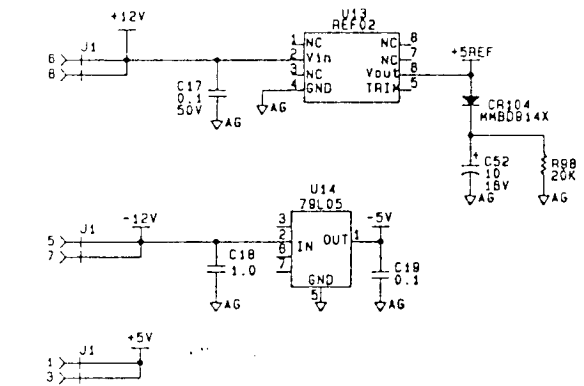 +12V
J1
6
8
C17
0.1
50V
AG
U13
REF02
1 NC
2 Vin
3 NC
4 GND
NC 8
NC 7
Vout 6
TRIM 5
AG
+5REF
CR104
MMBD914X
+ C52
10
16V
AG
R98
20K
AG
-12V
J1
5
7
C18
1.0
AG
U14
79L05
3
2
6
7
IN
OUT 1
GND
5
-5V
C19
0.1
AG
+5V
J1
1
3